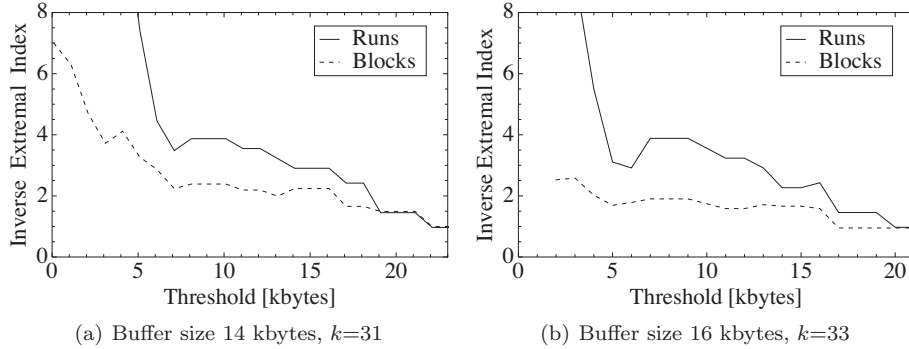 8
6
4
2
0
0
5
10
15
20
Inverse Extremal Index
Threshold [kbytes]
Runs
Blocks
(a) Buffer size 14 kbytes, k=31
8
6
4
2
0
0
5
10
15
20
Inverse Extremal Index
Threshold [kbytes]
Runs
Blocks
(b) Buffer size 16 kbytes, k=33